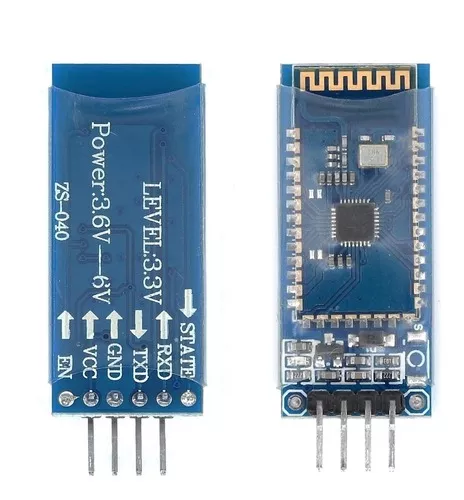 LEVEL:3.3V
Power:3.6V—6V
ZS-040
STATE
RXD
TXD
GND
VCC
EN
S